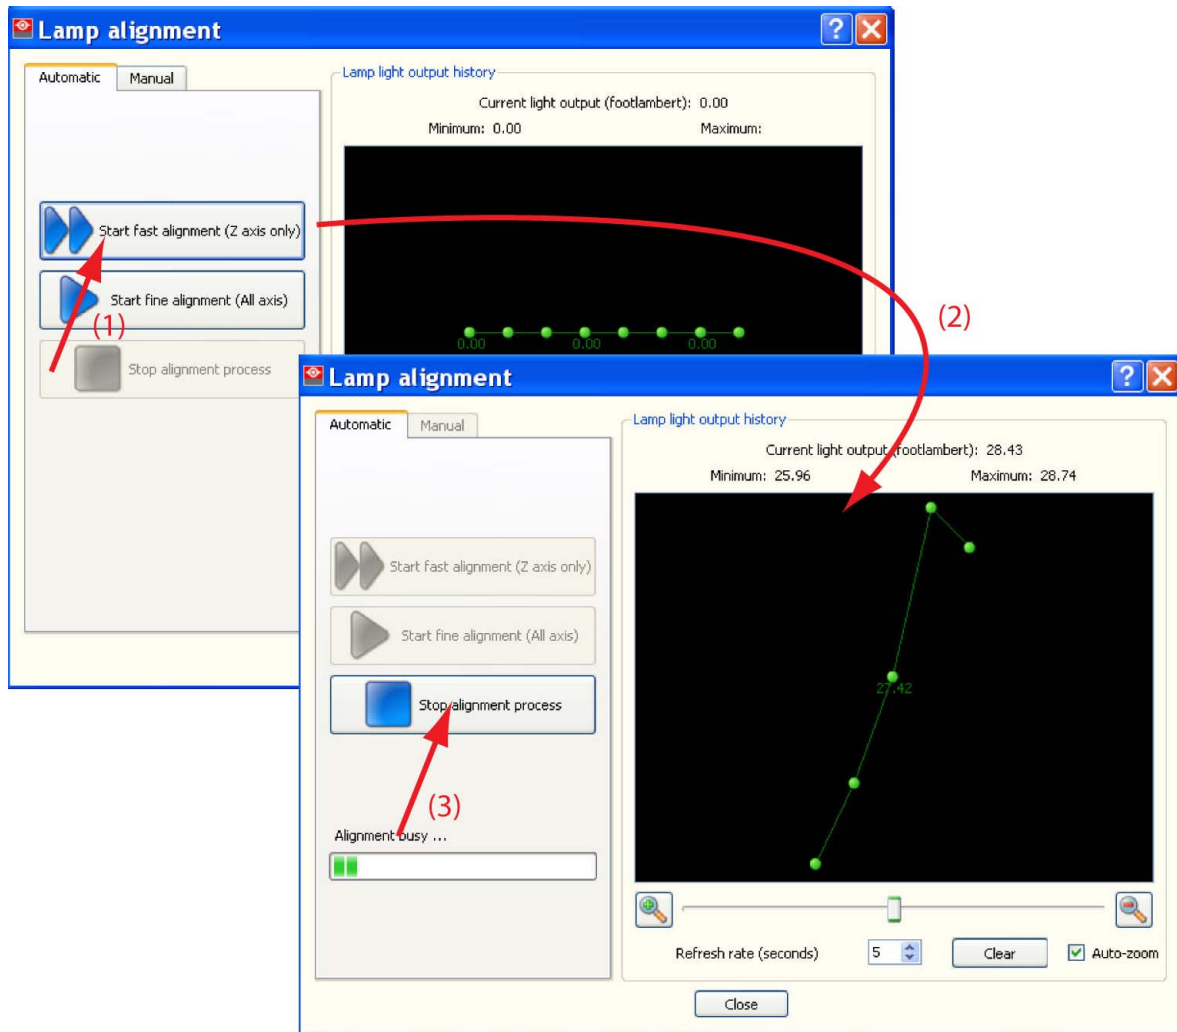 Lamp alignment
Automatic Manual
Lamp light output history
Current light output (footlambert): 0.00
Minimum: 0.00 Maximum:
Start fast alignment (Z axis only)
Start fine alignment (All axis)
(1)
(2)
0.00 0.00 0.00
Stop alignment process
Lamp alignment
Automatic Manual
Lamp light output history
Current light output (footlambert): 28.43
Minimum: 25.96 Maximum: 28.74
Start fast alignment (Z axis only)
Start fine alignment (All axis)
27.42
Stop alignment process
(3)
Alignment busy ...
Refresh rate (seconds) 5 Clear Auto-zoom
Close